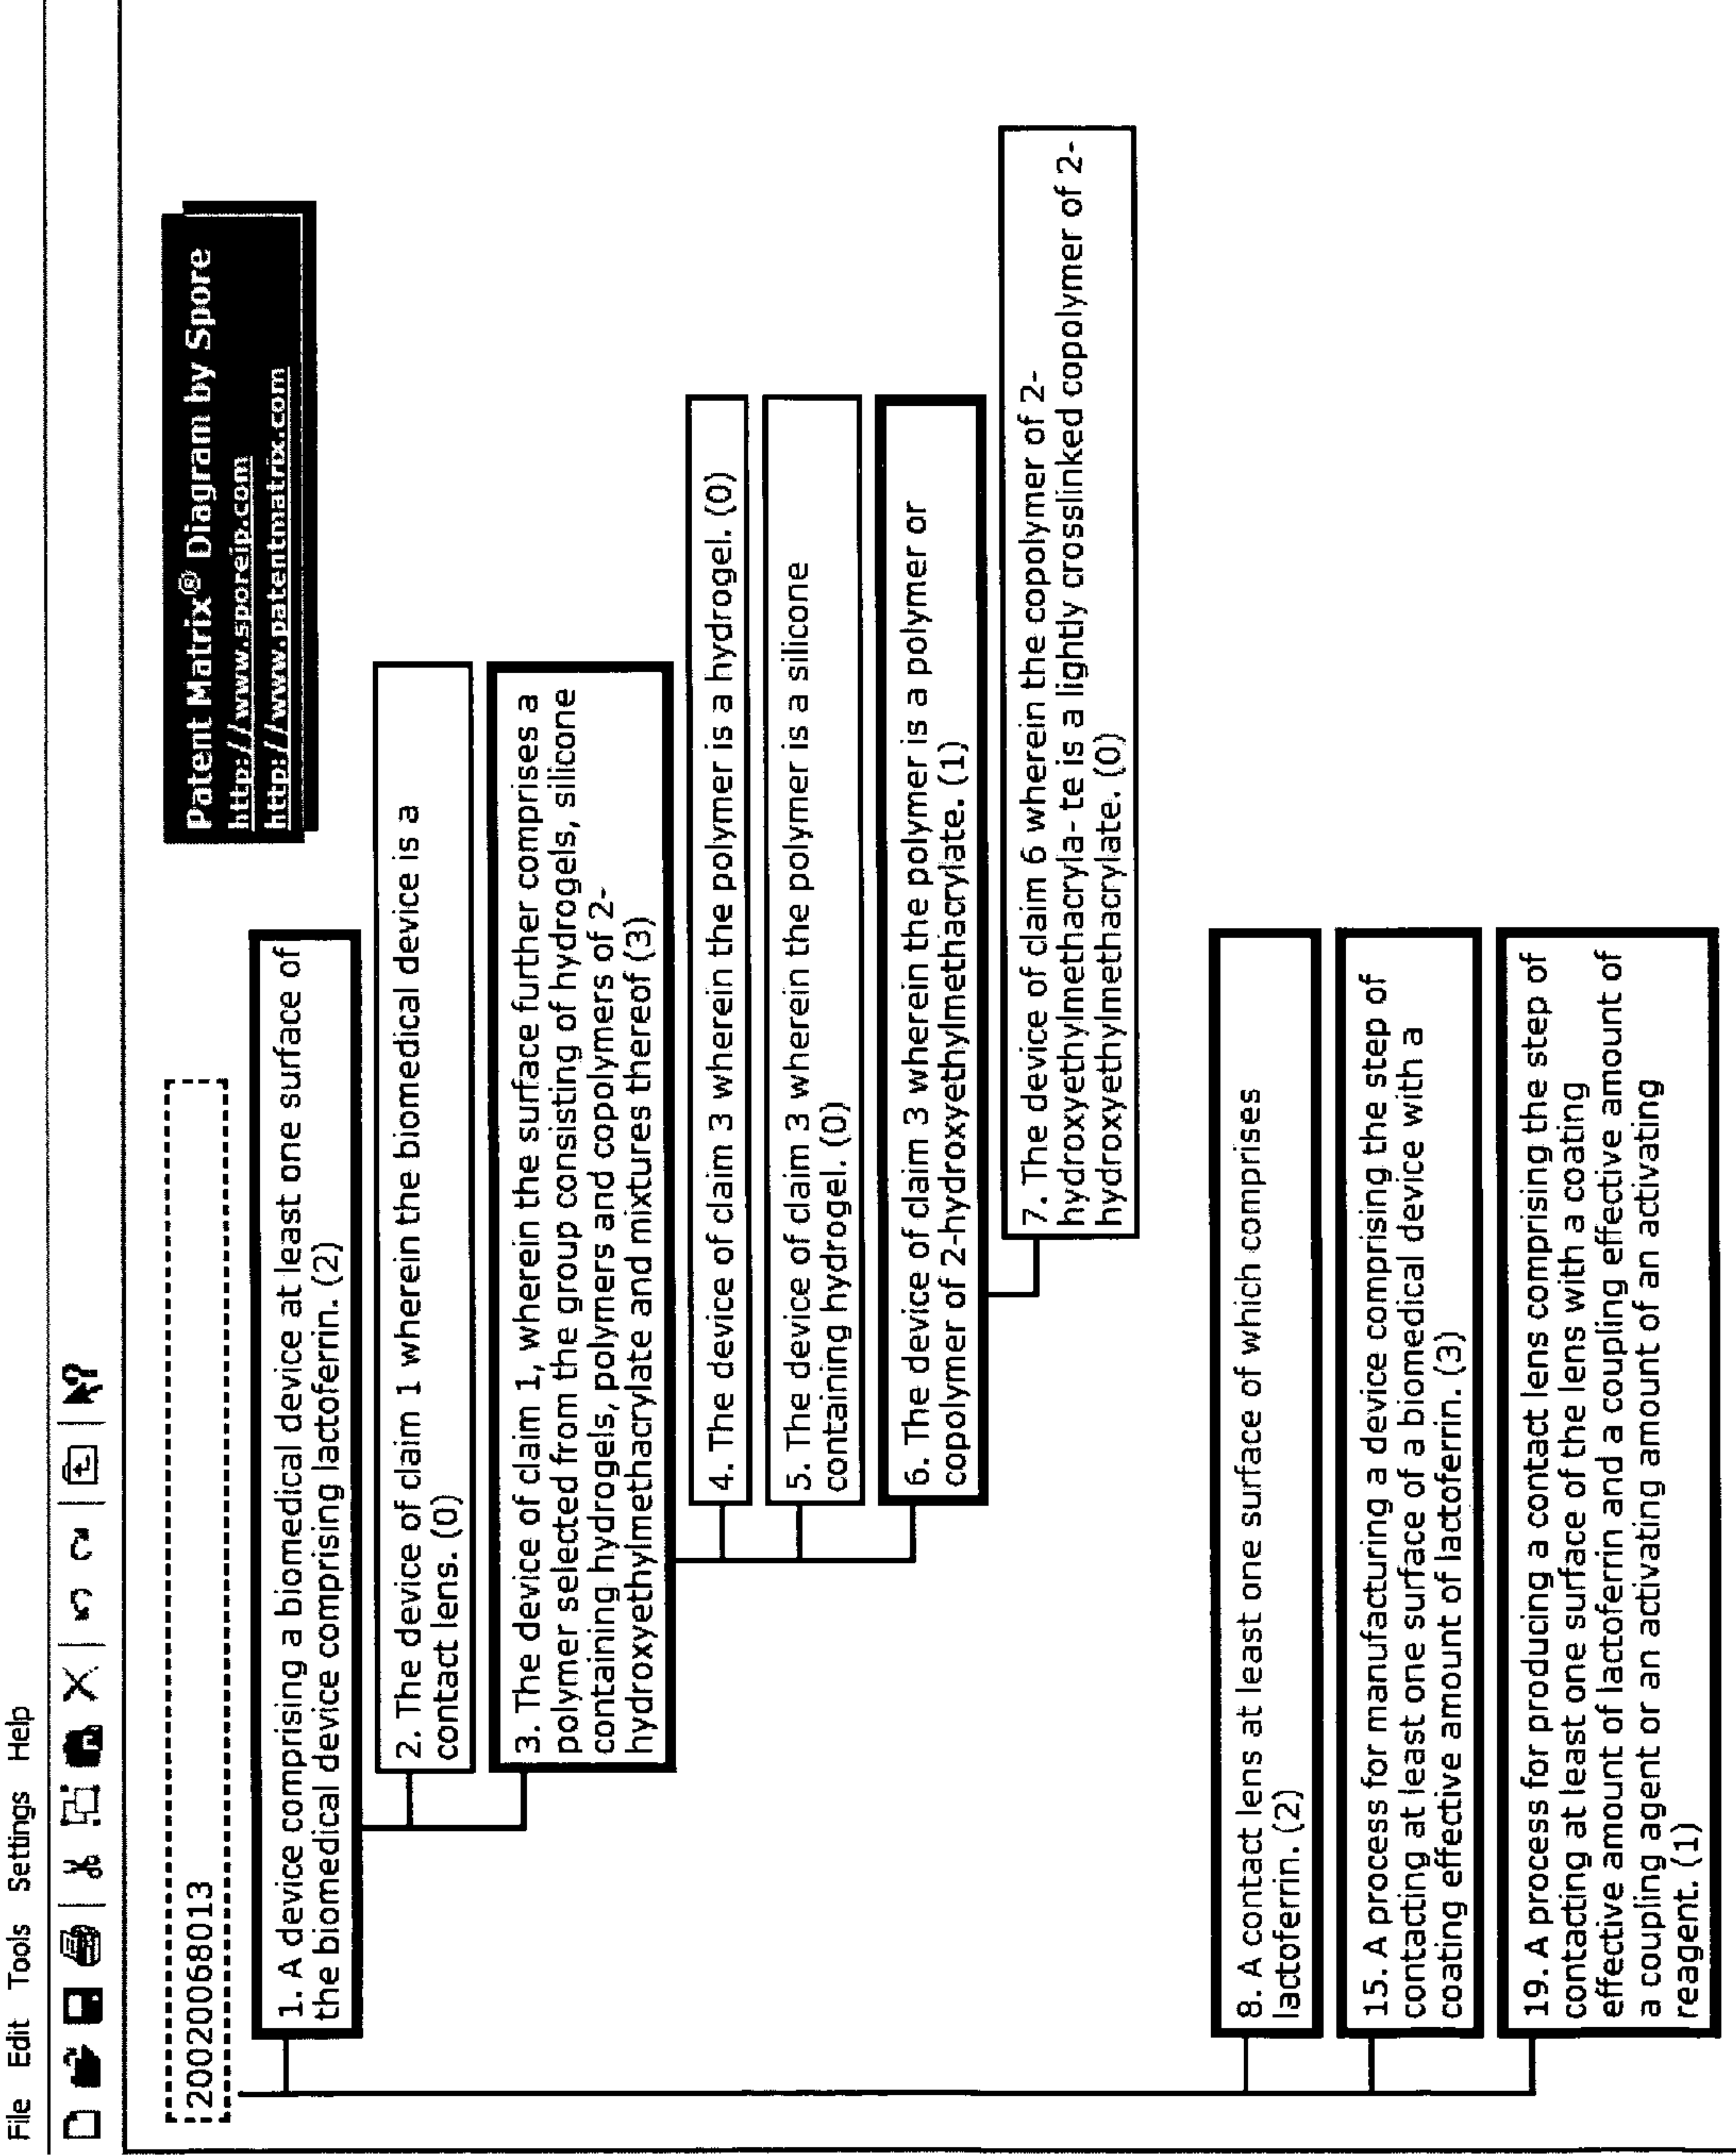 File Edit Tools Settings Help
Patent Matrix® Diagram by Spore
http://www.sporeip.com
http://www.patentmatrix.com
20020068013
1. A device comprising a biomedical device at least one surface of
the biomedical device comprising lactoferrin. (2)
2. The device of claim 1 wherein the biomedical device is a
contact lens. (0)
3. The device of claim 1, wherein the surface further comprises a
polymer selected from the group consisting of hydrogels, silicone
containing hydrogels, polymers and copolymers of 2-
hydroxyethylmethacrylate and mixtures thereof (3)
4. The device of claim 3 wherein the polymer is a hydrogel. (0)
5. The device of claim 3 wherein the polymer is a silicone
containing hydrogel. (0)
6. The device of claim 3 wherein the polymer is a polymer or
copolymer of 2-hydroxyethylmethacrylate. (1)
7. The device of claim 6 wherein the copolymer of 2-
hydroxyethylmethacryla- te is a lightly crosslinked copolymer of 2-
hydroxyethylmethacrylate. (0)
8. A contact lens at least one surface of which comprises
lactoferrin. (2)
15. A process for manufacturing a device comprising the step of
contacting at least one surface of a biomedical device with a
coating effective amount of lactoferrin. (3)
19. A process for producing a contact lens comprising the step of
contacting at least one surface of the lens with a coating
effective amount of lactoferrin and a coupling effective amount of
a coupling agent or an activating amount of an activating
reagent. (1)